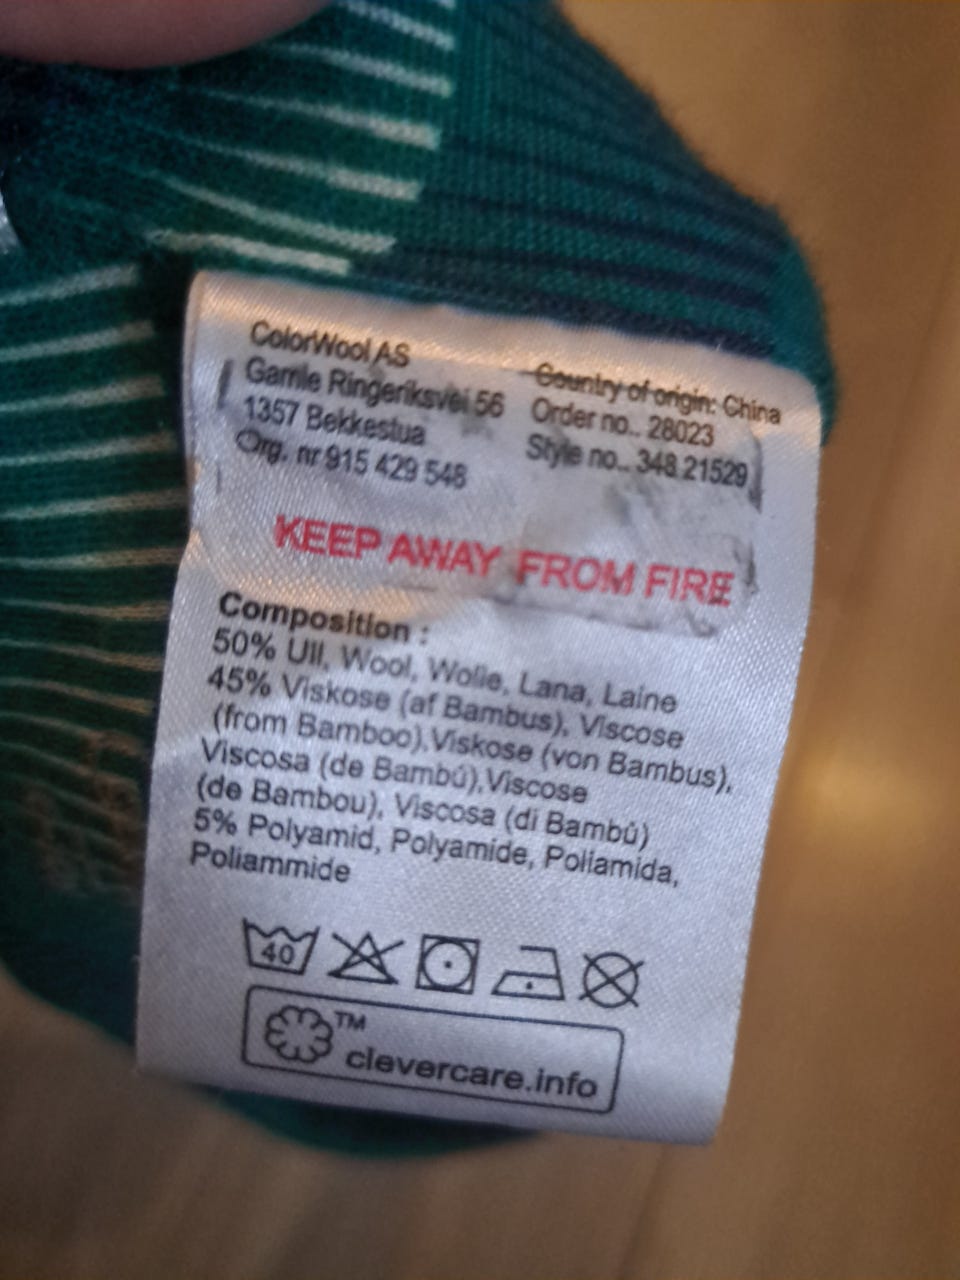 ColorWool AS
Gamle Ringeriksvei 56
1357 Bekkestua
Org. nr 915 429 548
Country of origin: China
Order no.. 28023
Style no.. 348.21529
KEEP AWAY FROM FIRE
Composition :
50% Ull, Wool, Wolle, Lana, Laine
45% Viskose (af Bambus), Viscose
(from Bamboo),Viskose (von Bambus),
Viscosa (de Bambú),Viscose
(de Bambou), Viscosa (di Bambû)
5% Polyamid, Polyamide, Poliamida,
Poliammide
40
TM
clevercare.info